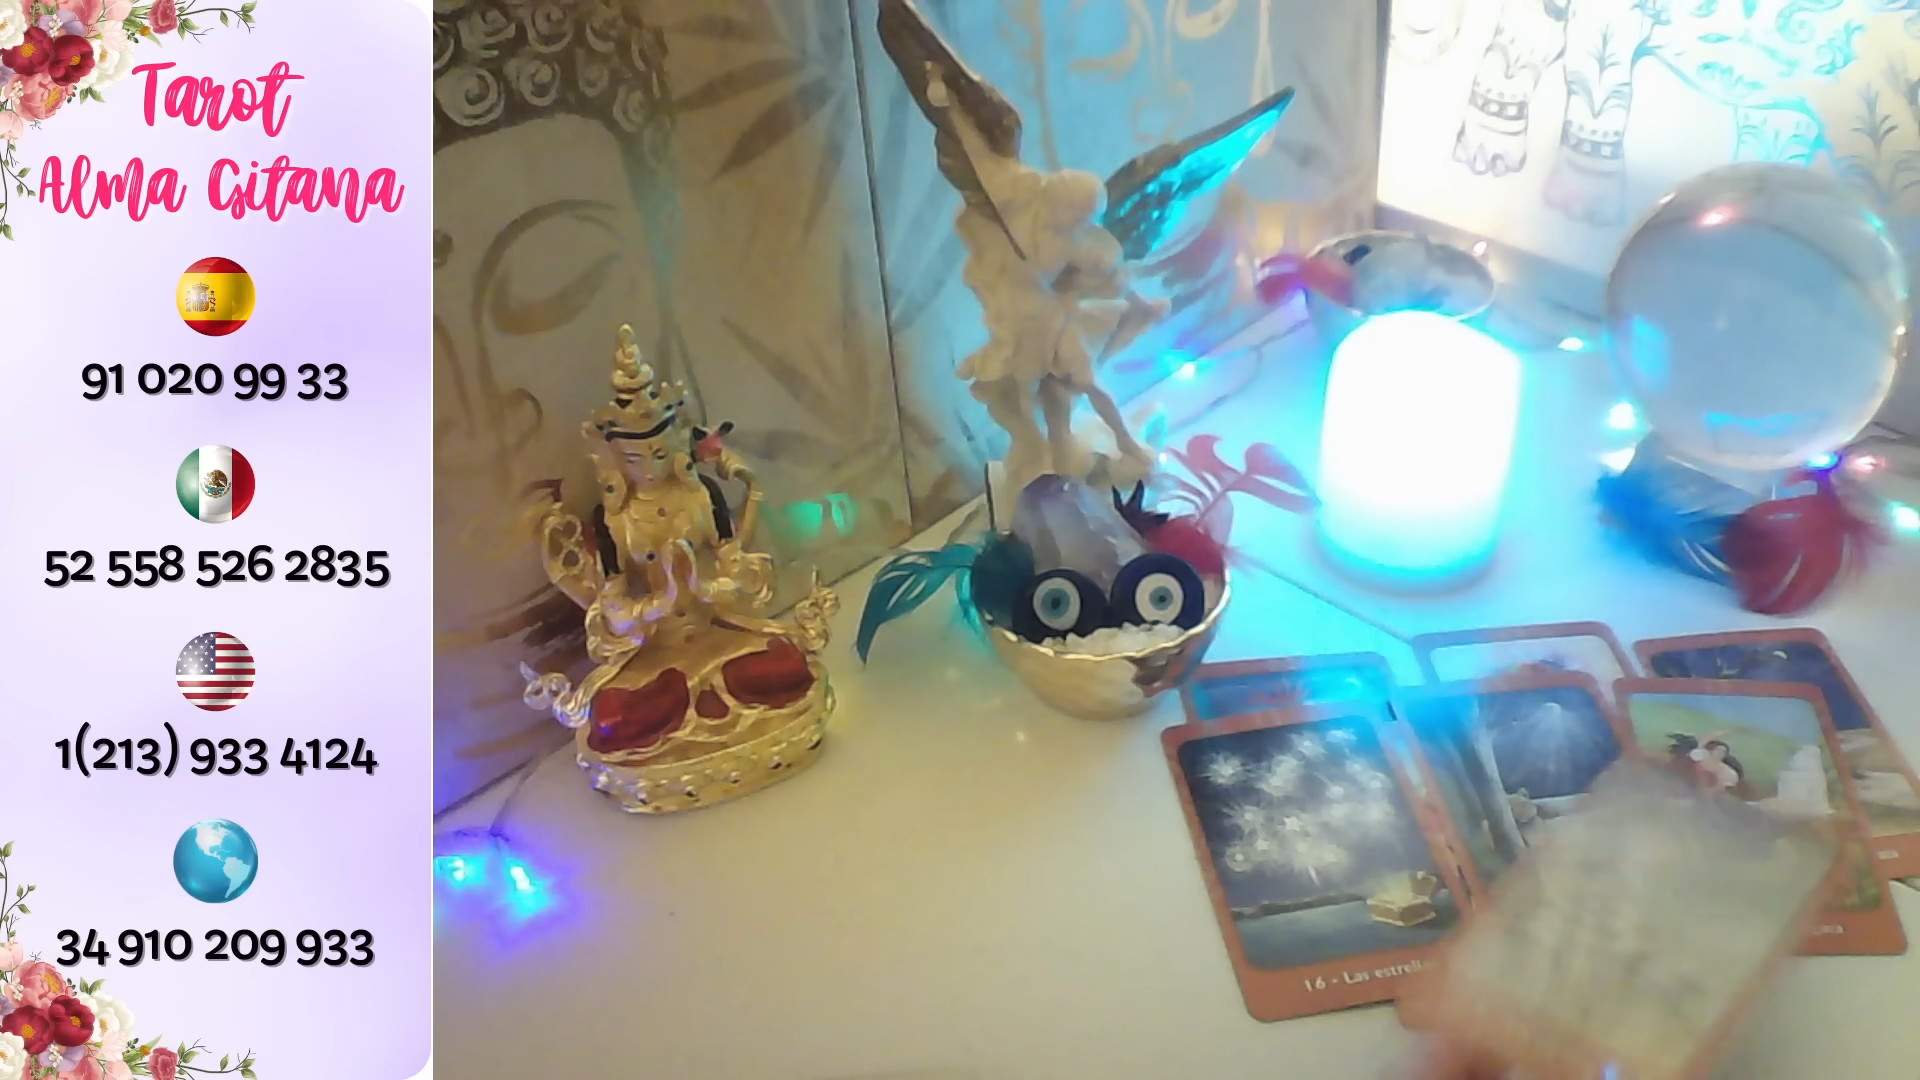 Tarot
Alma Gitana
91 020 99 33
52 558 526 2835
1(213) 933 4124
34 910 209 933
16 - Las estrell